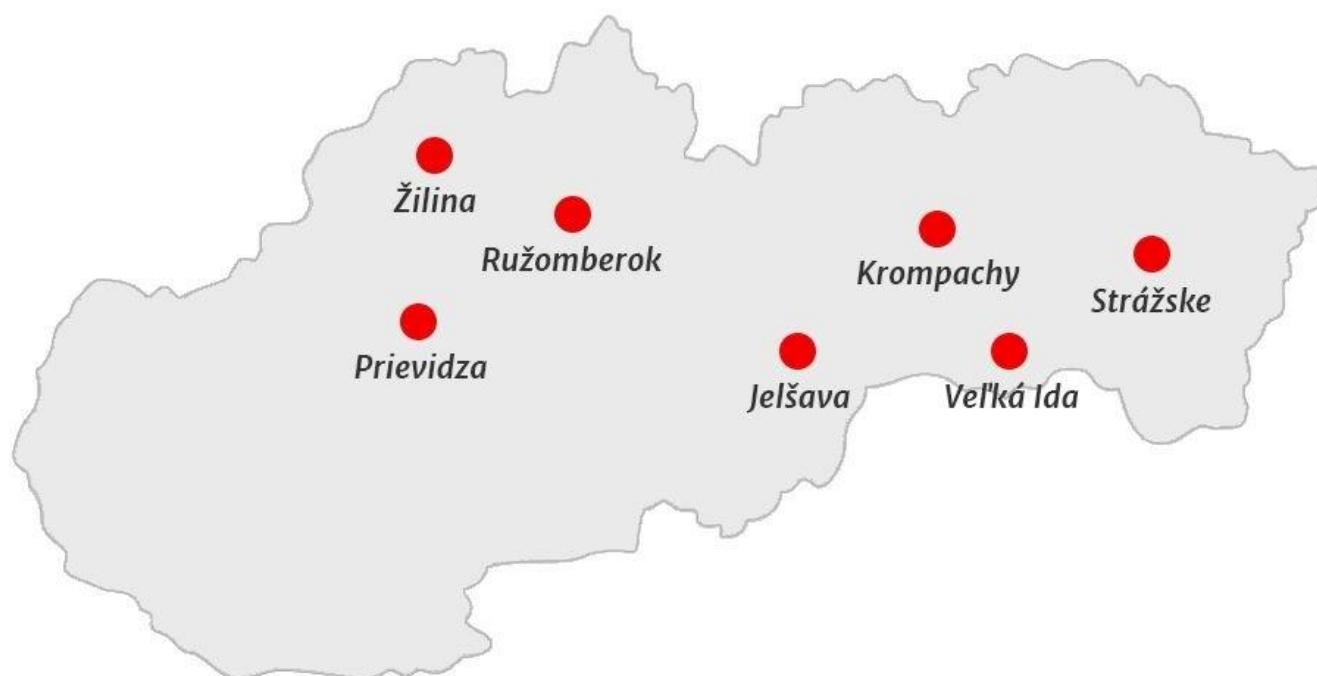 Žilina
Ružomberok
Krompachy
Strážske
Prievidza
Jelšava
Veľká Ida